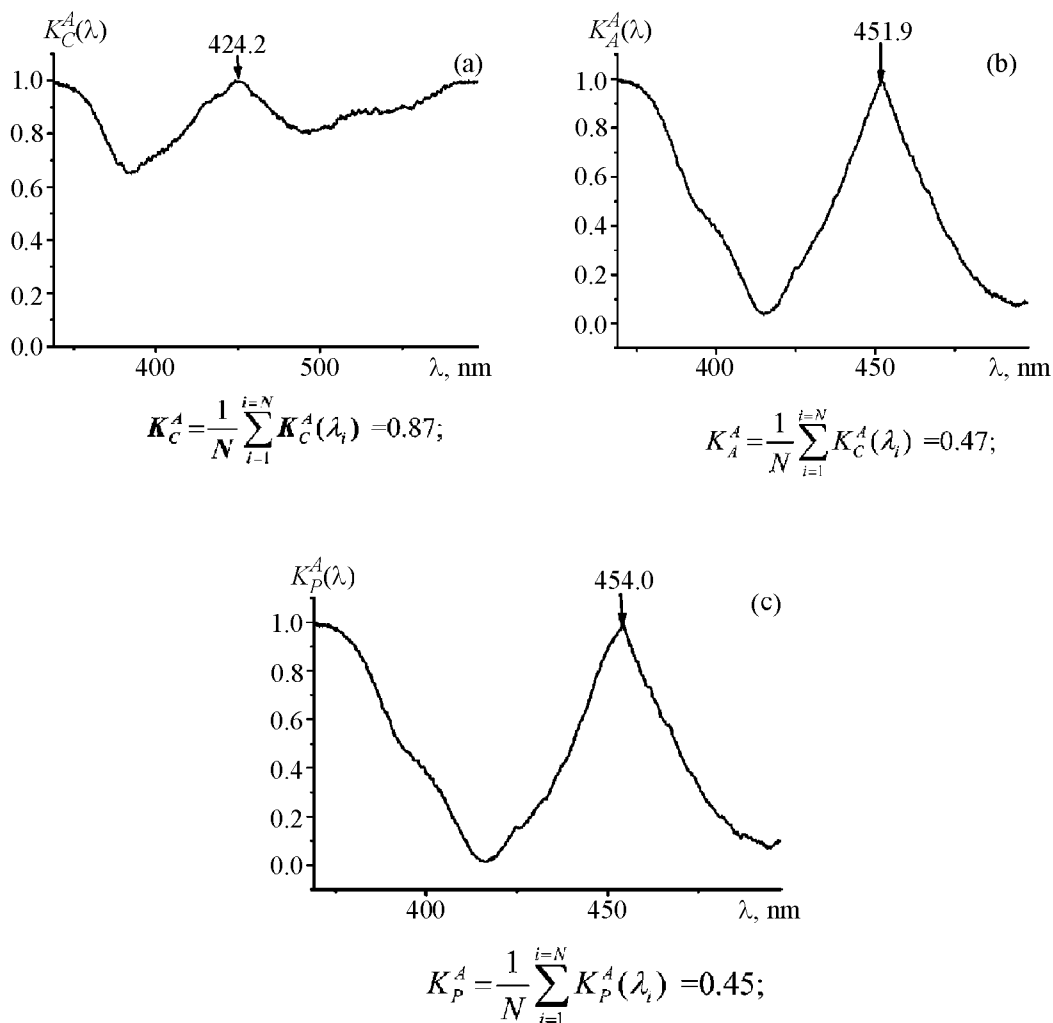 K_C^A(λ)
424.2
(a)
1.0
0.8
0.6
0.4
0.2
0.0
400 500 λ, nm
K_C^A = 1/N ∑_{i-1}^{i=N} K_C^A(λ_i) =0.87;
K_A^A(λ)
451.9
(b)
1.0
0.8
0.6
0.4
0.2
0.0
400 450 λ, nm
K_A^A = 1/N ∑_{i=1}^{i=N} K_C^A(λ_i) =0.47;
K_P^A(λ)
454.0
(c)
1.0
0.8
0.6
0.4
0.2
0.0
400 450 λ, nm
K_P^A = 1/N ∑_{i=1}^{i=N} K_P^A(λ_i) =0.45;